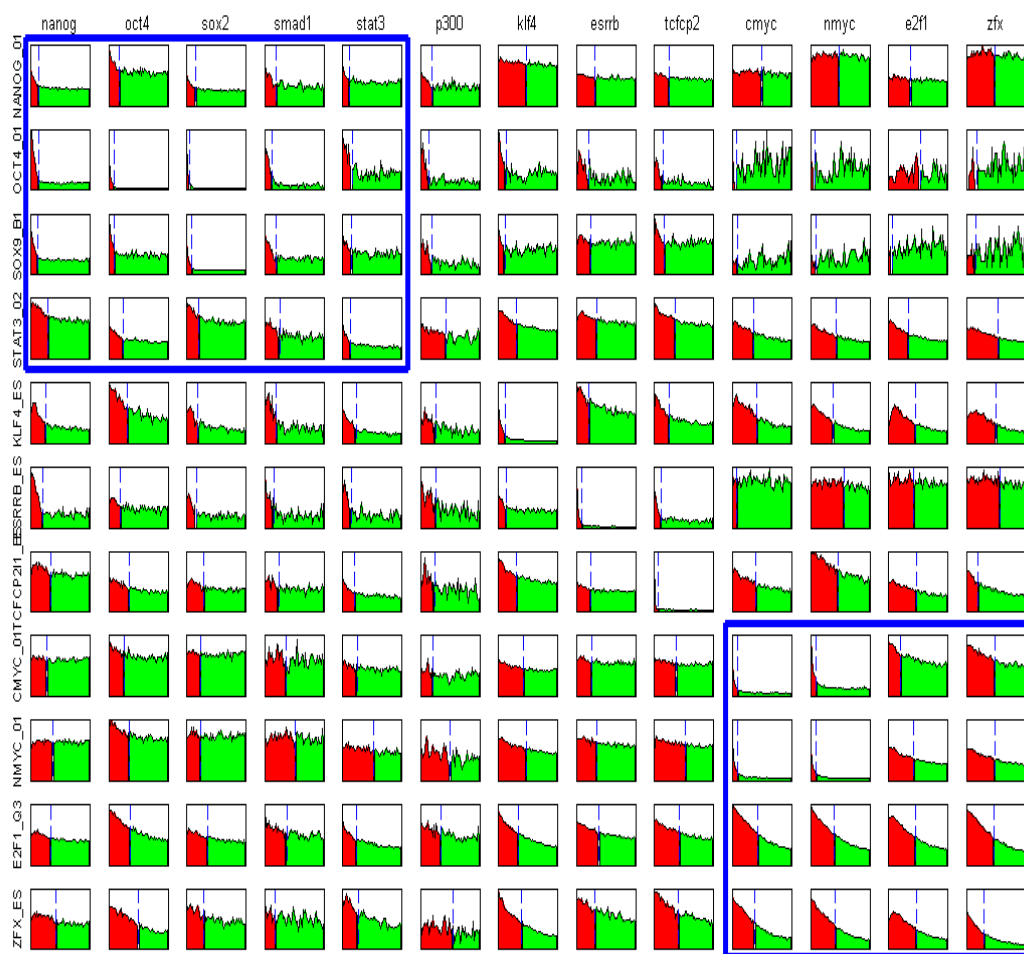 nanog oct4 sox2 smad1 stat3 p300 klf4 esrrb tcfcp2 cmyc nmyc e2f1 zfx
NANOG_01
OCT4_01
SOX9_B1
STAT3_02
KLF4_ES
ESRRB_ES
TCFCP2I1_ES
CMYC_01
NMYC_01
E2F1_Q3
ZFX_ES